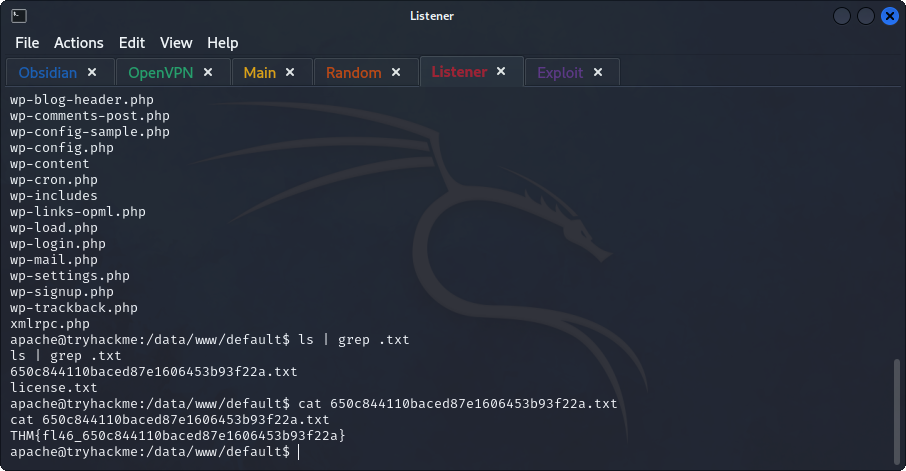 Listener
File Actions Edit View Help
Obsidian × OpenVPN × Main × Random × Listener × Exploit ×
wp-blog-header.php
wp-comments-post.php
wp-config-sample.php
wp-config.php
wp-content
wp-cron.php
wp-includes
wp-links-opml.php
wp-load.php
wp-login.php
wp-mail.php
wp-settings.php
wp-signup.php
wp-trackback.php
xmlrpc.php
apache@tryhackme:/data/www/default$ ls | grep .txt
ls | grep .txt
650c844110baced87e1606453b93f22a.txt
license.txt
apache@tryhackme:/data/www/default$ cat 650c844110baced87e1606453b93f22a.txt
cat 650c844110baced87e1606453b93f22a.txt
THM{fl46_650c844110baced87e1606453b93f22a}
apache@tryhackme:/data/www/default$